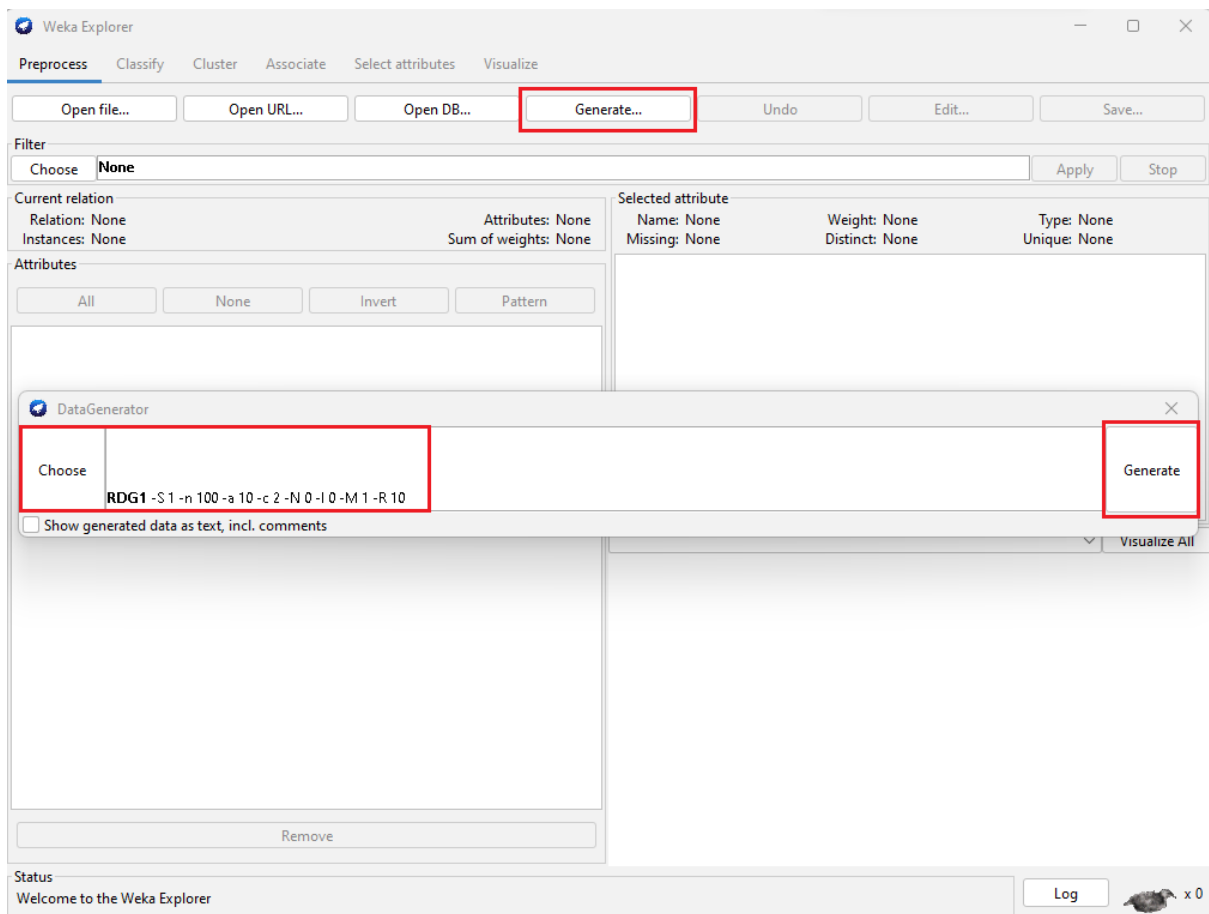 Weka Explorer
Preprocess Classify Cluster Associate Select attributes Visualize
Open file... Open URL... Open DB... Generate... Undo Edit... Save...
Filter
Choose None Apply Stop
Current relation
Relation: None Attributes: None
Instances: None Sum of weights: None
Selected attribute
Name: None Weight: None Type: None
Missing: None Distinct: None Unique: None
Attributes
All None Invert Pattern
DataGenerator
Choose RDG1 -S 1 -n 100 -a 10 -c 2 -N 0 -I 0 -M 1 -R 10 Generate
Show generated data as text, incl. comments
Visualize All
Remove
Status
Welcome to the Weka Explorer
Log x 0